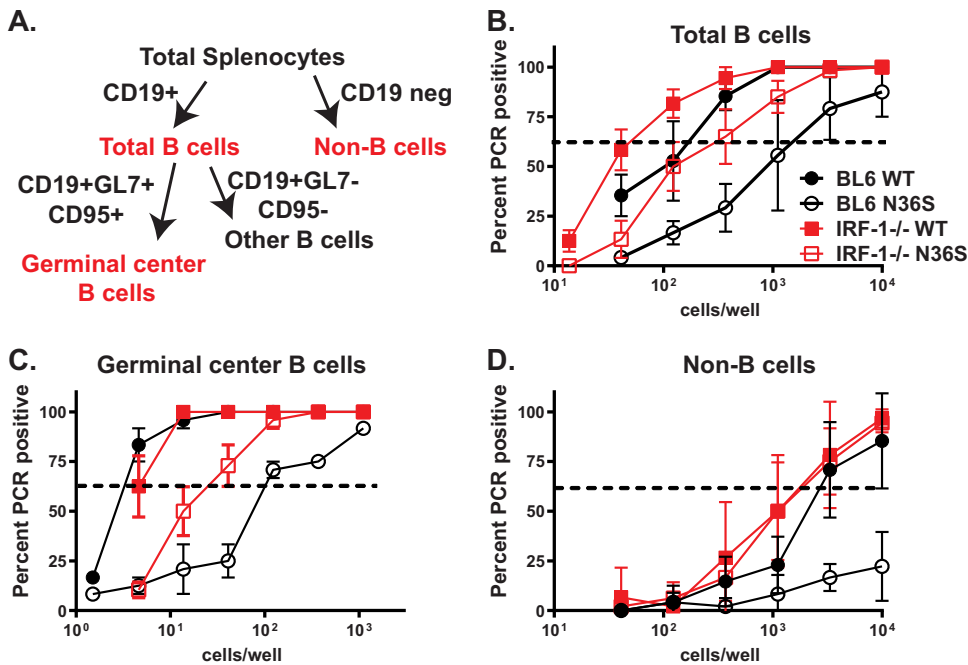 A.
Total Splenocytes
CD19+
CD19 neg
Total B cells
Non-B cells
CD19+GL7+
CD95+
CD19+GL7-
CD95-
Other B cells
Germinal center
B cells
B.
Total B cells
Percent PCR positive
100
75
50
25
0
10¹
10²
10³
10⁴
cells/well
BL6 WT
BL6 N36S
IRF-1-/- WT
IRF-1-/- N36S
C.
Germinal center B cells
Percent PCR positive
100
75
50
25
0
10⁰
10¹
10²
10³
cells/well
D.
Non-B cells
Percent PCR positive
100
75
50
25
0
10¹
10²
10³
10⁴
cells/well